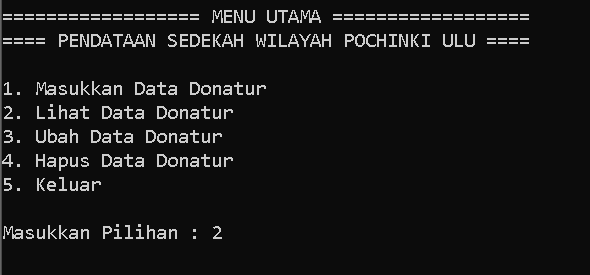 ================== MENU UTAMA ==================
==== PENDATAAN SEDEKAH WILAYAH POCHINKI ULU ====
1. Masukkan Data Donatur
2. Lihat Data Donatur
3. Ubah Data Donatur
4. Hapus Data Donatur
5. Keluar
Masukkan Pilihan : 2